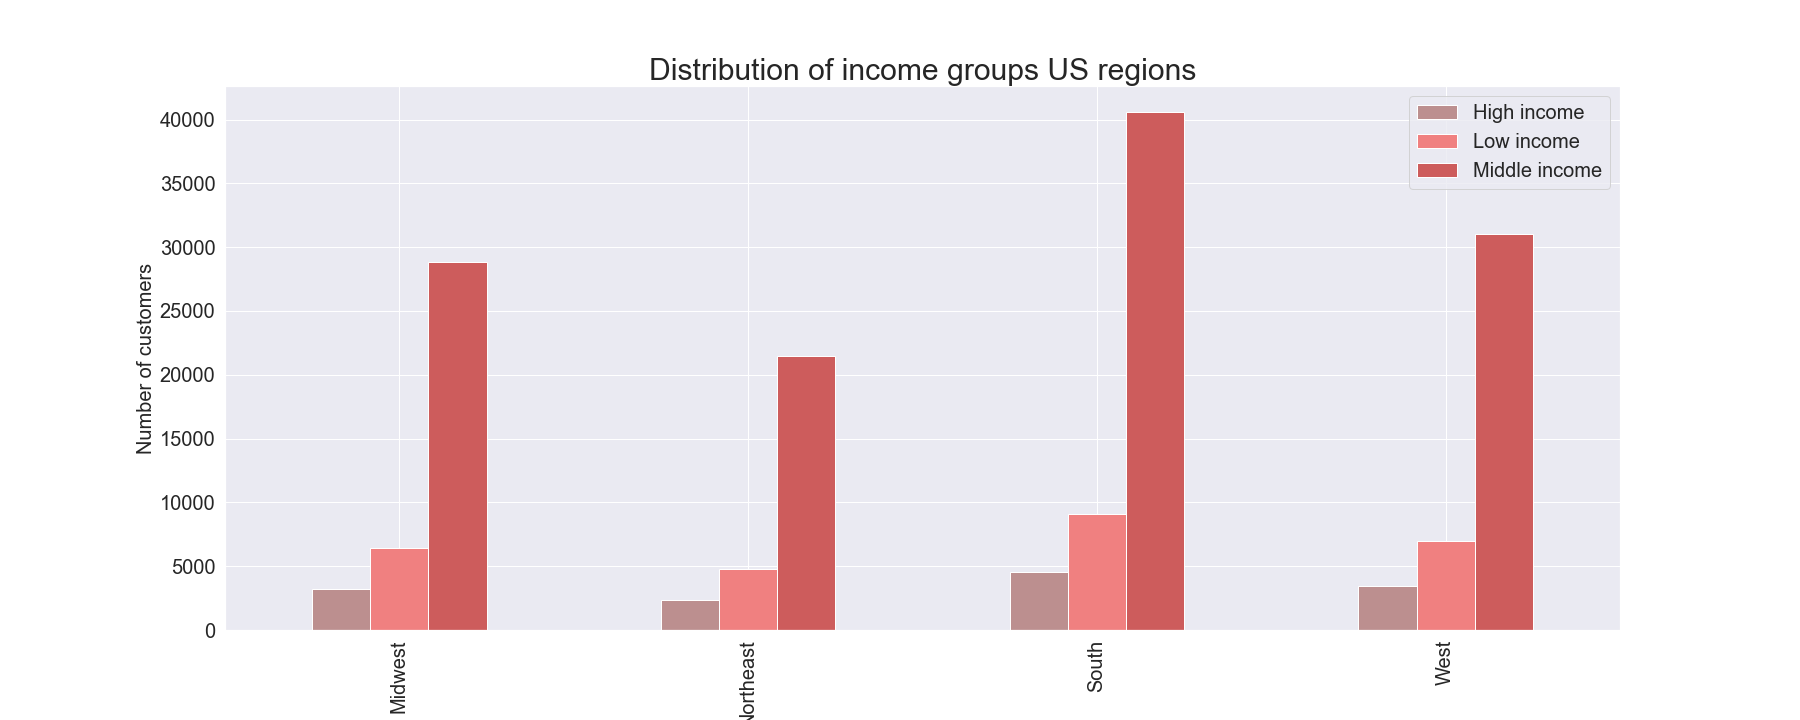 Distribution of income groups US regions
High income
Low income
Middle income
Number of customers
40000
35000
30000
25000
20000
15000
10000
5000
0
Midwest
Northeast
South
West